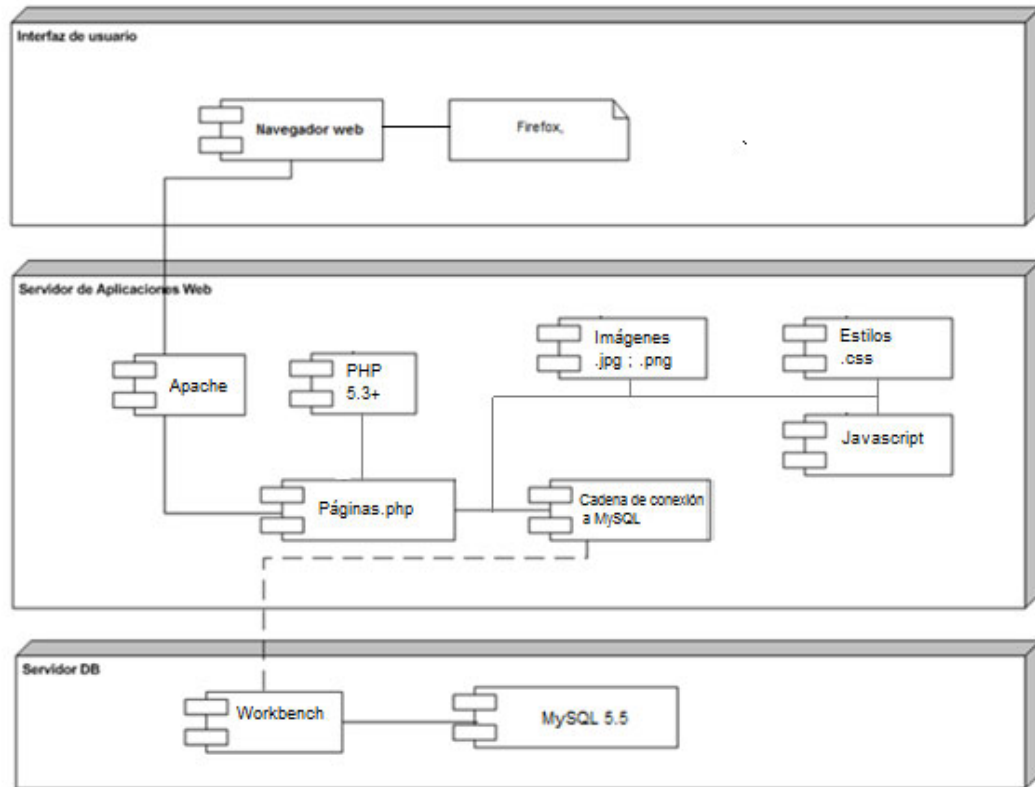 Interfaz de usuario
Navegador web
Firefox,
Servidor de Aplicaciones Web
Apache
PHP
5.3+
Imágenes
.jpg ; .png
Estilos
.css
Javascript
Páginas.php
Cadena de conexión
a MySQL
Servidor DB
Workbench
MySQL 5.5